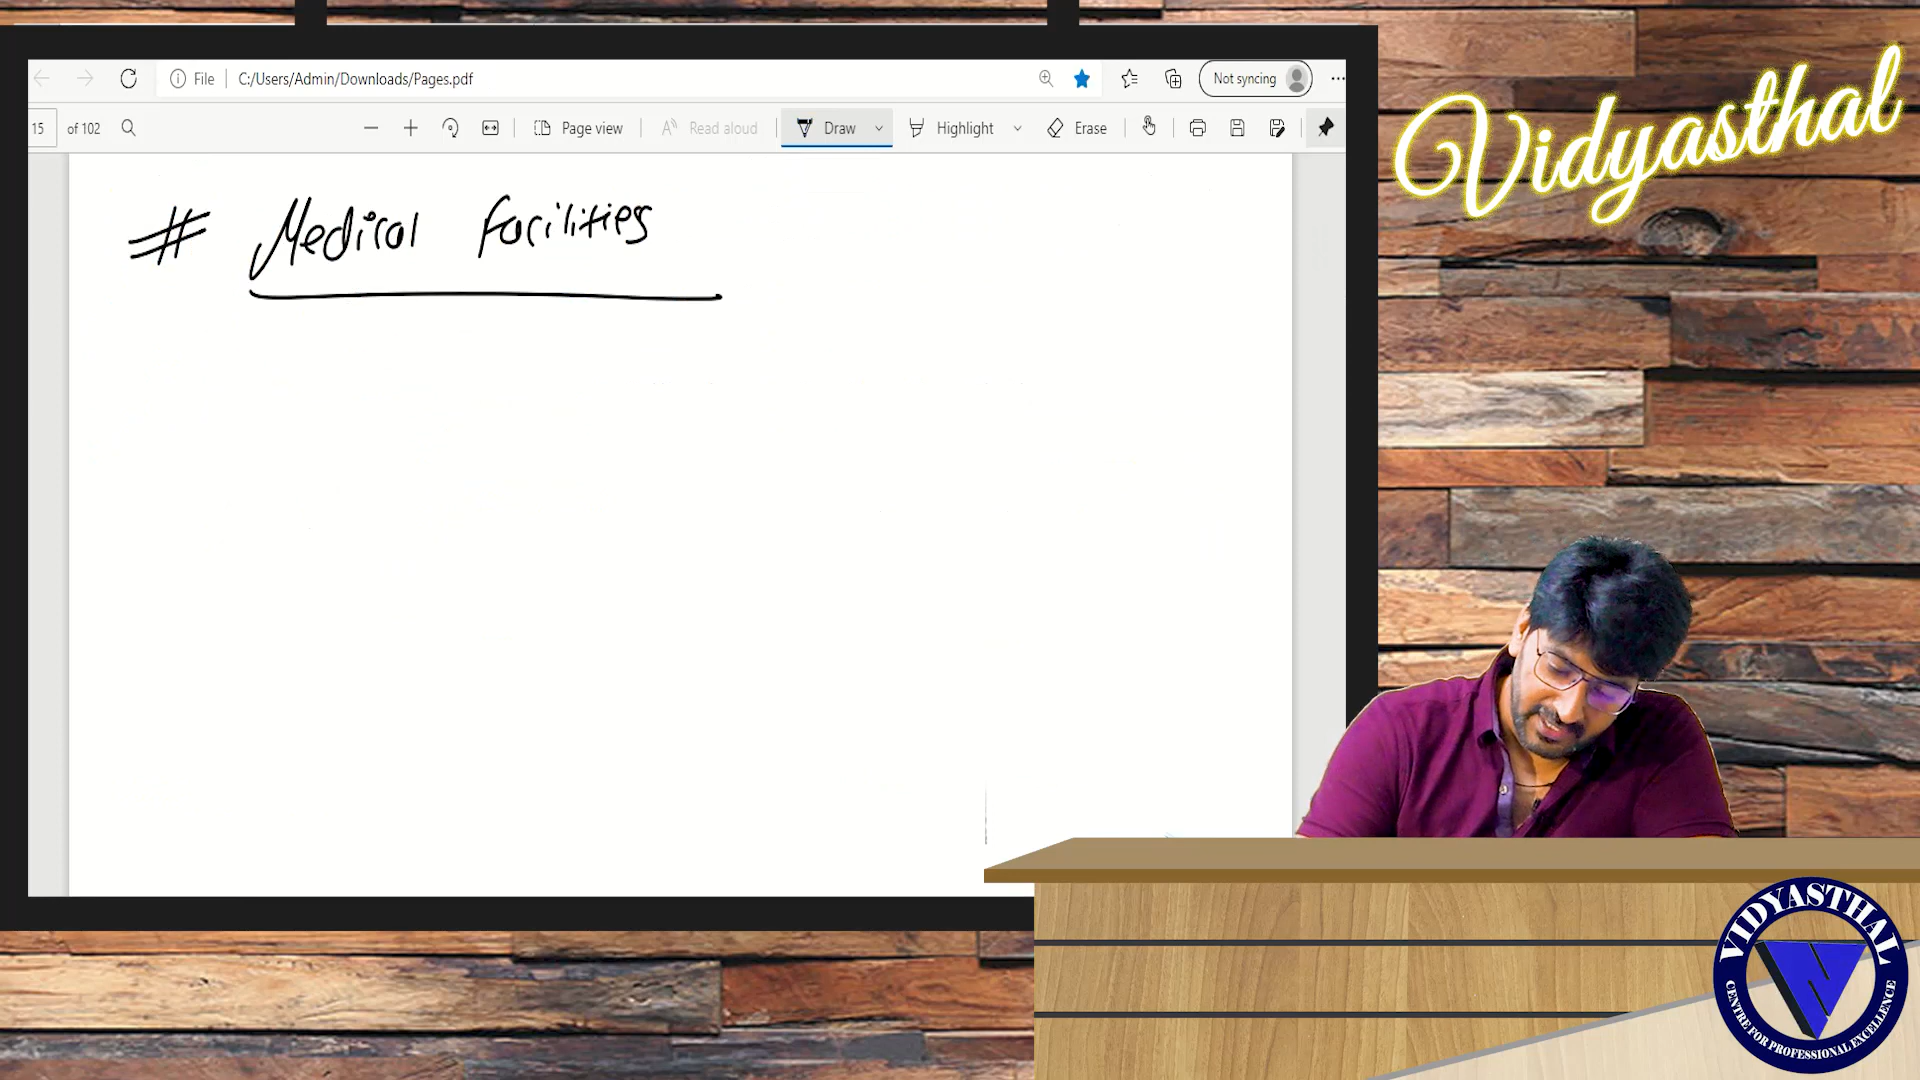 Vidyasthal
File
C:/Users/Admin/Downloads/Pages.pdf
Not syncing
15 of 102
Page view
Read aloud
Draw
Highlight
Erase
# Medical facilities
VIDYASTHAL
CENTRE FOR PROFESSIONAL EXCELLENCE